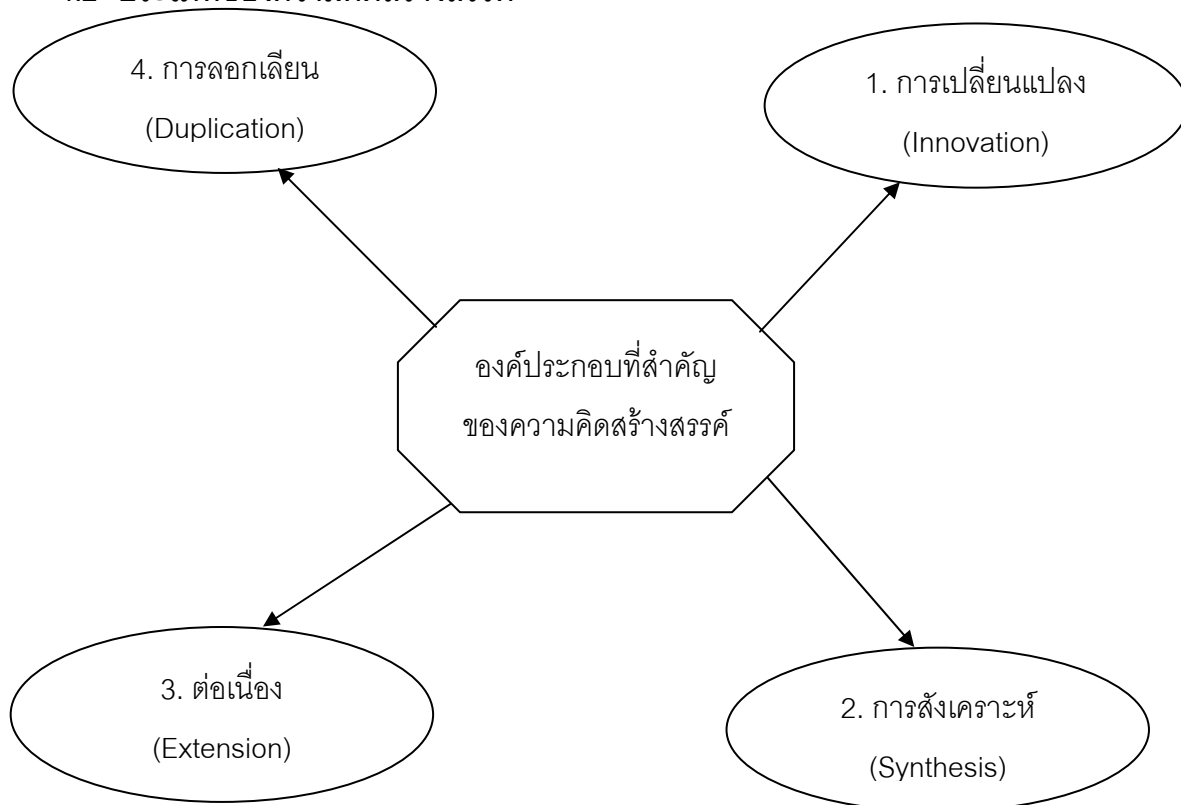 4. การลอกเลียน
(Duplication)
1. การเปลี่ยนแปลง
(Innovation)
องค์ประกอบที่สำคัญ
ของความคิดสร้างสรรค์
3. ต่อเนื่อง
(Extension)
2. การสังเคราะห์
(Synthesis)